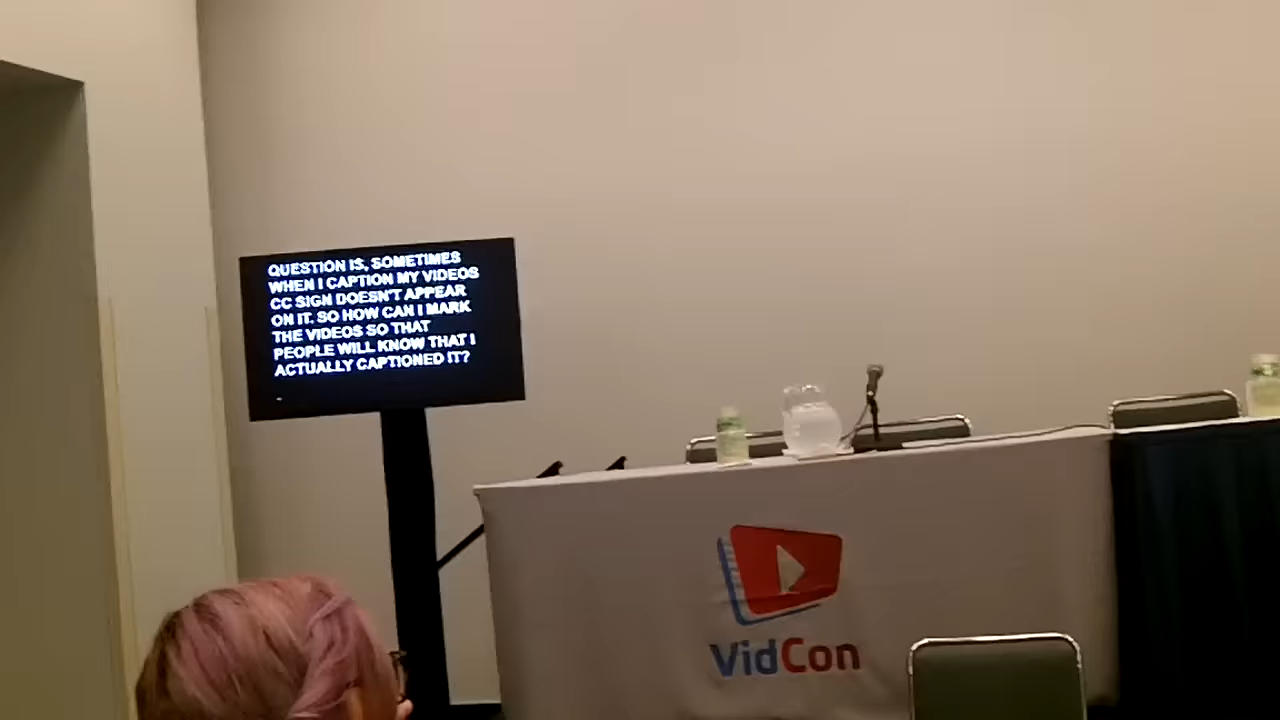 QUESTION IS, SOMETIMES
WHEN I CAPTION MY VIDEOS
CC SIGN DOESN'T APPEAR
ON IT. SO HOW CAN I MARK
THE VIDEOS SO THAT
PEOPLE WILL KNOW THAT I
ACTUALLY CAPTIONED IT?
VidCon